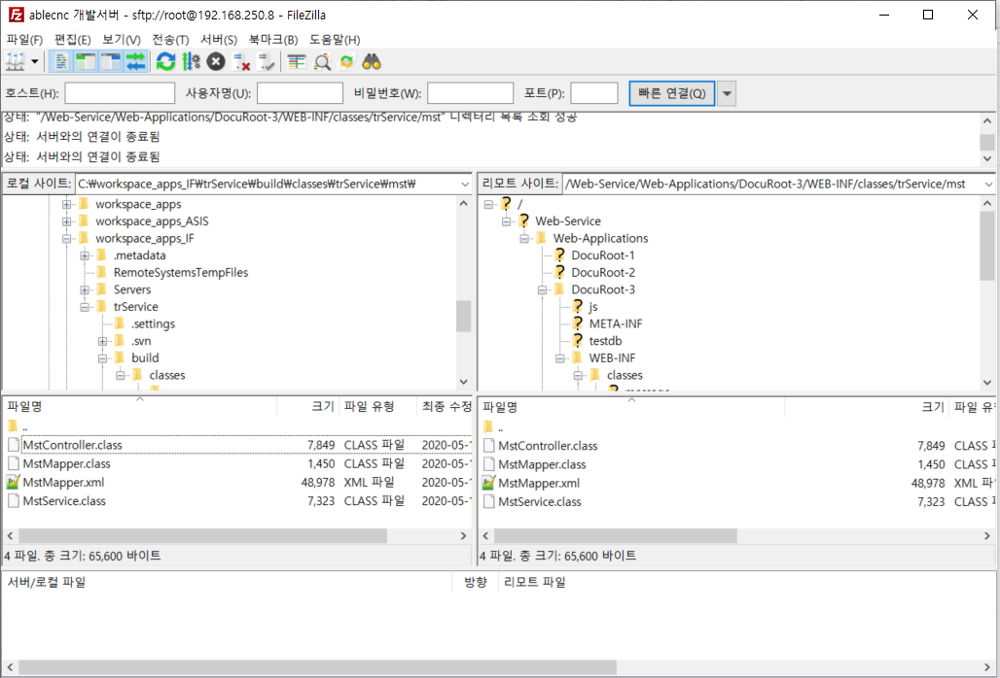 ablecnc 개발서버 - sftp://root@192.168.250.8 - FileZilla
파일(F) 편집(E) 보기(V) 전송(T) 서버(S) 북마크(B) 도움말(H)
호스트(H): 사용자명(U): 비밀번호(W): 포트(P): 빠른 연결(Q)
상태: "/Web-Service/Web-Applications/DocuRoot-3/WEB-INF/classes/trService/mst" 디렉터리 목록 조회 성공
상태: 서버와의 연결이 종료됨
상태: 서버와의 연결이 종료됨
로컬 사이트: C:₩workspace_apps_IF₩trService₩build₩classes₩trService₩mst₩
workspace_apps
workspace_apps_ASIS
workspace_apps_IF
.metadata
RemoteSystemsTempFiles
Servers
trService
.settings
.svn
build
classes
리모트 사이트: /Web-Service/Web-Applications/DocuRoot-3/WEB-INF/classes/trService/mst
/
Web-Service
Web-Applications
DocuRoot-1
DocuRoot-2
DocuRoot-3
js
META-INF
testdb
WEB-INF
classes
message
파일명 크기 파일 유형 최종 수정
..
MstController.class 7,849 CLASS 파일 2020-05-1
MstMapper.class 1,450 CLASS 파일 2020-05-1
MstMapper.xml 48,978 XML 파일 2020-05-1
MstService.class 7,323 CLASS 파일 2020-05-1
4 파일. 총 크기: 65,600 바이트
파일명 크기 파일 유
..
MstController.class 7,849 CLASS
MstMapper.class 1,450 CLASS
MstMapper.xml 48,978 XML 파
MstService.class 7,323 CLASS
4 파일. 총 크기: 65,600 바이트
서버/로컬 파일 방향 리모트 파일